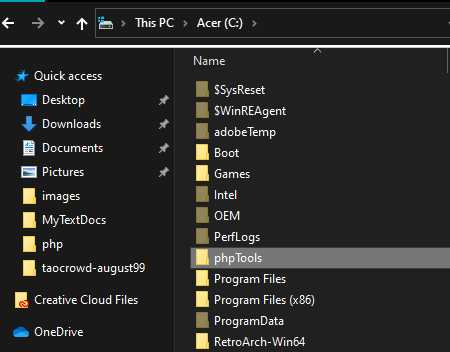 This PC > Acer (C:) >
Name
Quick access
Desktop
Downloads
Documents
Pictures
images
MyTextDocs
php
taocrowd-august99
Creative Cloud Files
OneDrive
$SysReset
$WinREAgent
adobeTemp
Boot
Games
Intel
OEM
PerfLogs
phpTools
Program Files
Program Files (x86)
ProgramData
RetroArch-Win64